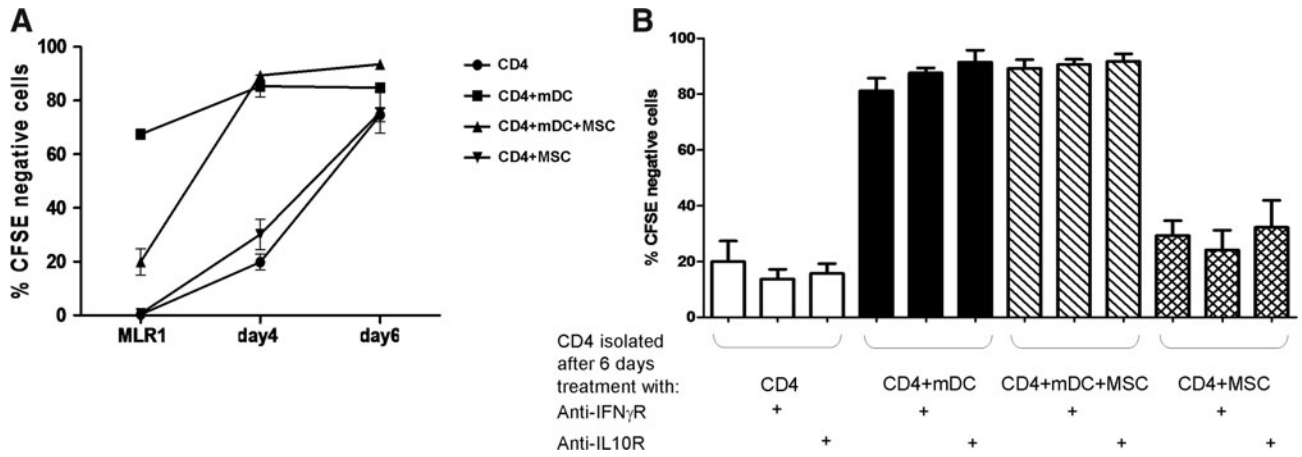 A
% CFSE negative cells
100
80
60
40
20
0
MLR1 day4 day6
CD4
CD4+mDC
CD4+mDC+MSC
CD4+MSC
B
% CFSE negative cells
100
80
60
40
20
0
CD4 isolated
after 6 days
treatment with:
CD4 CD4+mDC CD4+mDC+MSC CD4+MSC
Anti-IFNγR + + + +
Anti-IL10R + + + +